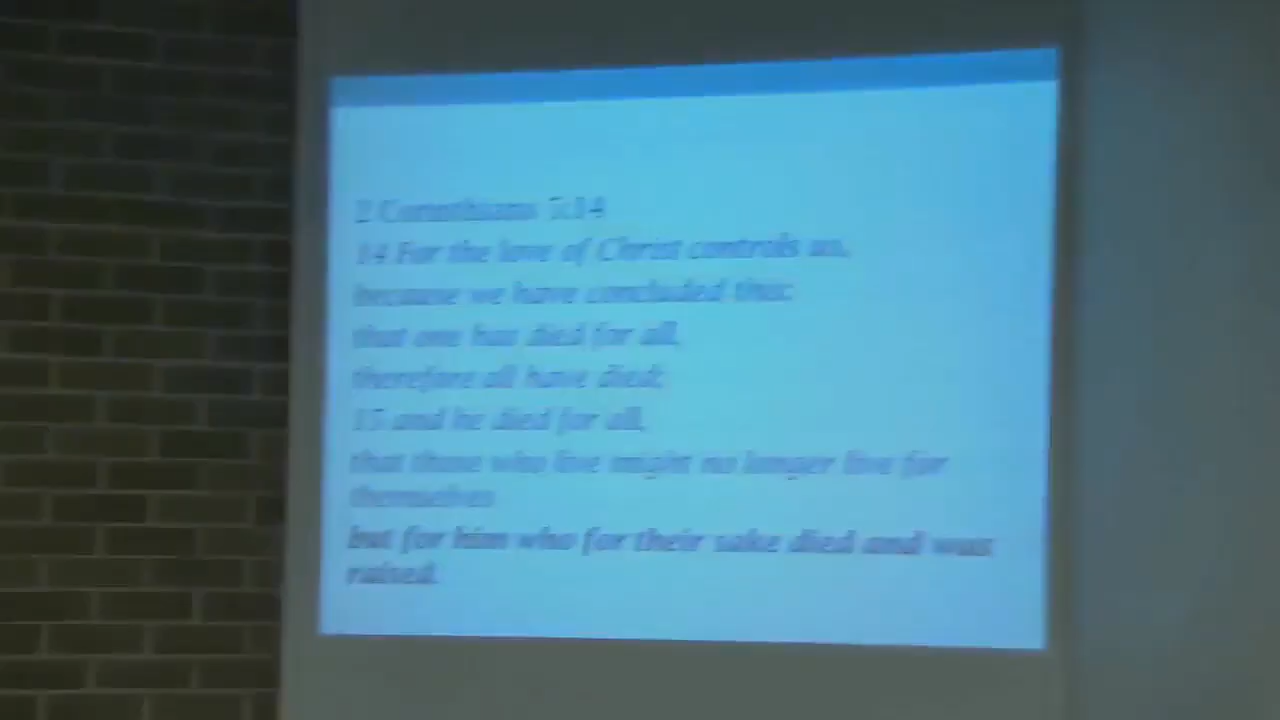 2 Corinthians 5:14
14 For the love of Christ controls us,
because we have concluded this:
that one has died for all,
therefore all have died;
15 and he died for all,
that those who live might no longer live for
themselves
but for him who for their sake died and was
raised.